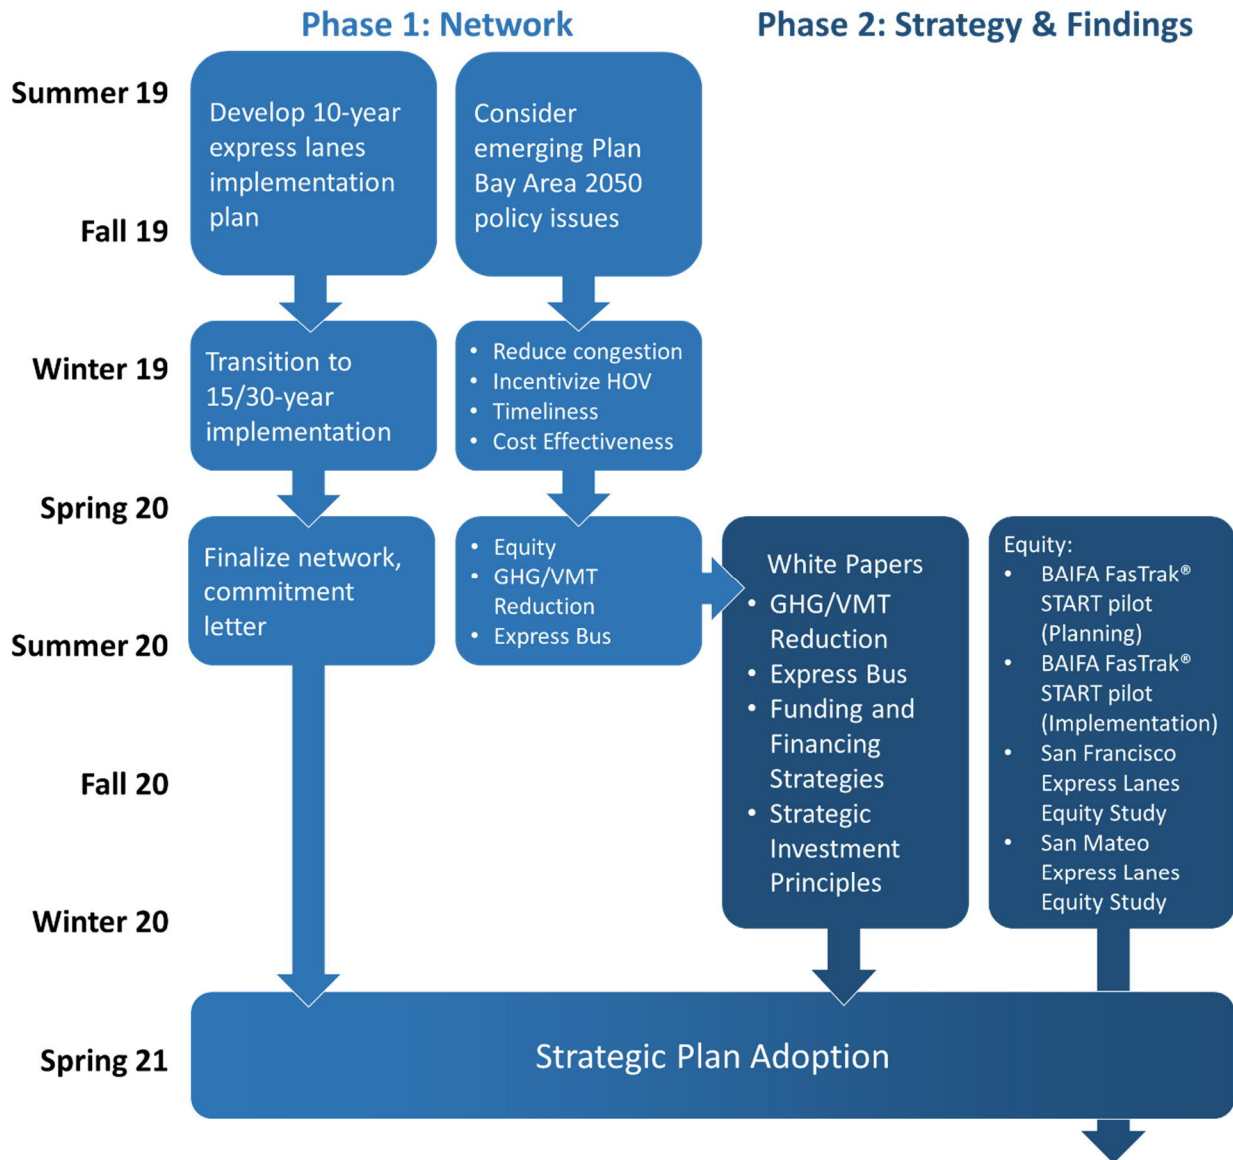 Phase 1: Network
Phase 2: Strategy & Findings
Summer 19
Fall 19
Winter 19
Spring 20
Summer 20
Fall 20
Winter 20
Spring 21
Develop 10-year
express lanes
implementation
plan
Consider
emerging Plan
Bay Area 2050
policy issues
Transition to
15/30-year
implementation
• Reduce congestion
• Incentivize HOV
• Timeliness
• Cost Effectiveness
Finalize network,
commitment
letter
• Equity
• GHG/VMT
Reduction
• Express Bus
White Papers
• GHG/VMT
Reduction
• Express Bus
• Funding and
Financing
Strategies
• Strategic
Investment
Principles
Equity:
• BAIFA FasTrak®
START pilot
(Planning)
• BAIFA FasTrak®
START pilot
(Implementation)
• San Francisco
Express Lanes
Equity Study
• San Mateo
Express Lanes
Equity Study
Strategic Plan Adoption